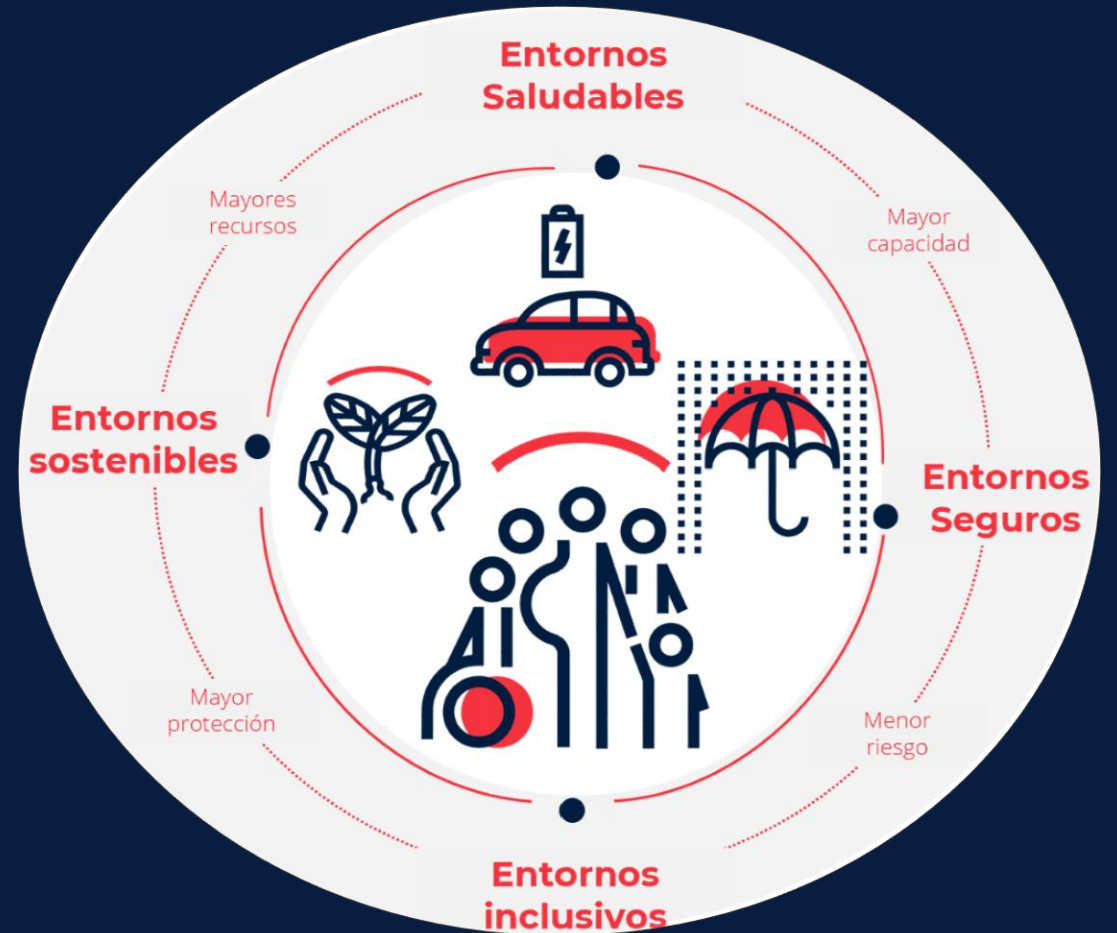 Entornos
Saludables
Mayores
recursos
Mayor
capacidad
Entornos
sostenibles
Entornos
Seguros
Mayor
protección
Menor
riesgo
Entornos
inclusivos